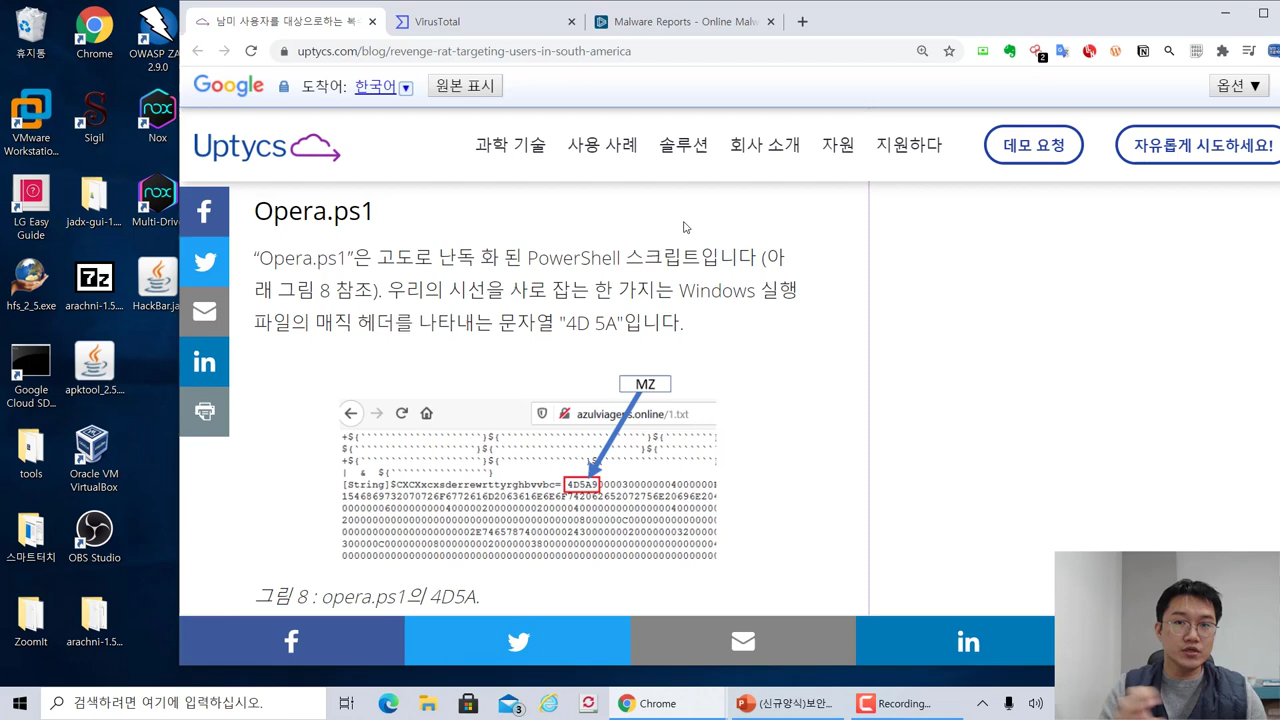 휴지통
Chrome
OWASP ZA
2.9.0
VMware
Workstatio...
Sigil
Nox
LG Easy
Guide
jadx-gui-1....
Multi-Driv
hfs_2_5.exe
arachni-1.5...
HackBar.ja
Google
Cloud SD...
apktool_2.5...
tools
Oracle VM
VirtualBox
스마트터치
OBS Studio
ZoomIt
arachni-1.5...
남미 사용자를 대상으로하는 복수
VirusTotal
Malware Reports - Online Malw
uptycs.com/blog/revenge-rat-targeting-users-in-south-america
2
Google 도착어: 한국어 원본 표시 옵션 ▼
Uptycs
과학 기술 사용 사례 솔루션 회사 소개 자원 지원하다 데모 요청 자유롭게 시도하세요!
Opera.ps1
“Opera.ps1”은 고도로 난독 화 된 PowerShell 스크립트입니다 (아
래 그림 8 참조). 우리의 시선을 사로 잡는 한 가지는 Windows 실행
파일의 매직 헤더를 나타내는 문자열 "4D 5A"입니다.
MZ
azulviagens.online/1.txt
[String]$CXCXxcxsderrewrttyrghbvvbc=
그림 8 : opera.ps1의 4D5A.
검색하려면 여기에 입력하십시오.
3
Chrome
(신규양식)보안...
Recording...